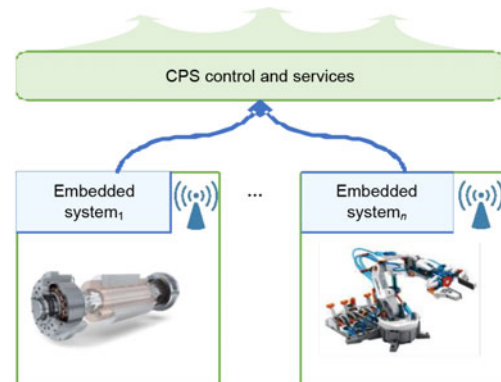 CPS control and services
Embedded
system₁
...
Embedded
systemₙ